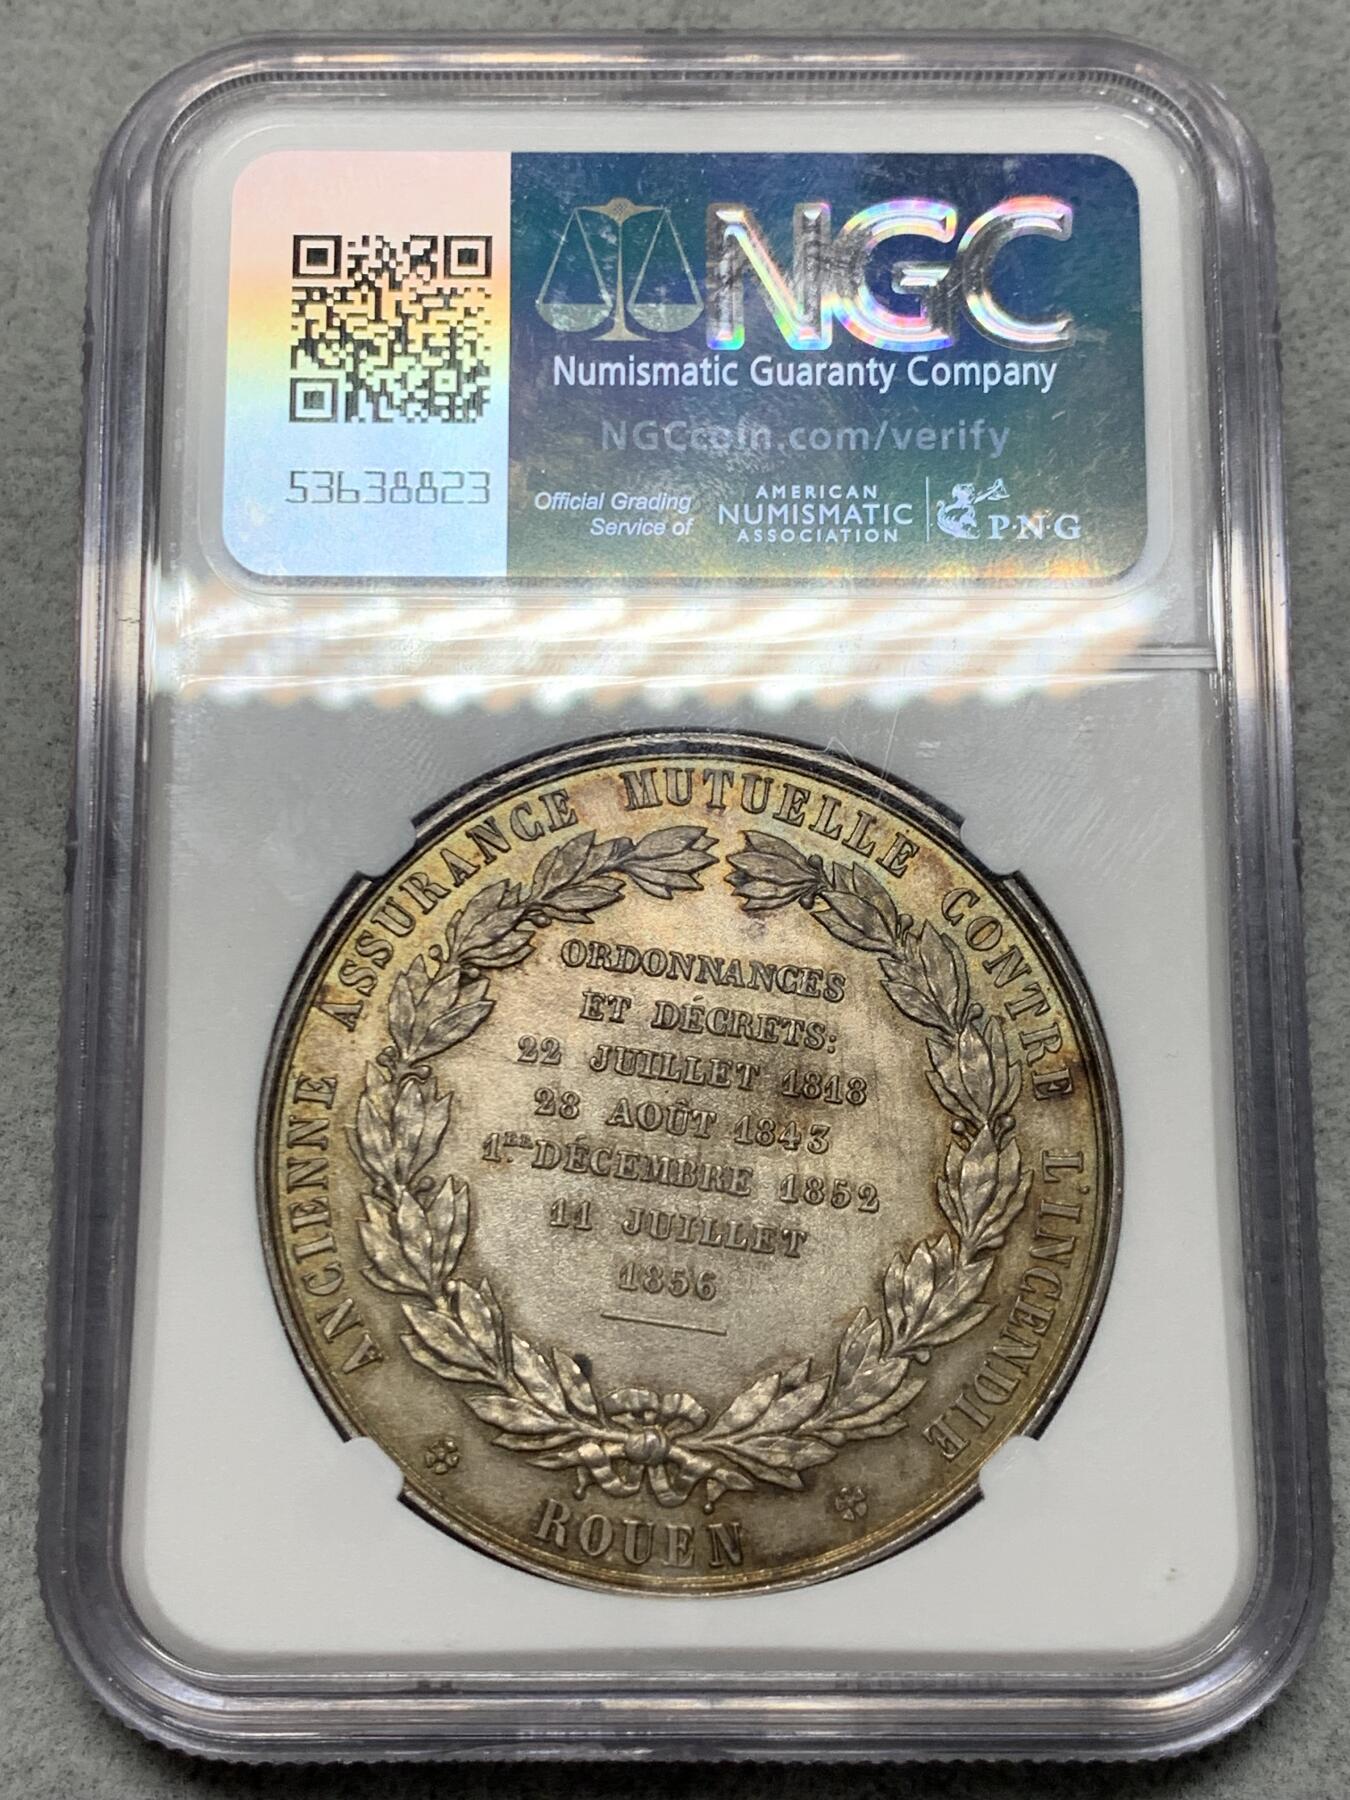 NGC
Numismatic Guaranty Company
NGCcoin.com/verify
53638823
Official Grading
Service of
AMERICAN
NUMISMATIC
ASSOCIATION
P·N·G
ANCIENNE ASSURANCE MUTUELLE CONTRE L'INCENDIE
ORDONNANCES
ET DÉCRETS:
22 JUILLET 1818
28 AOÛT 1843
1ER DÉCEMBRE 1852
11 JUILLET
1856
ROUEN